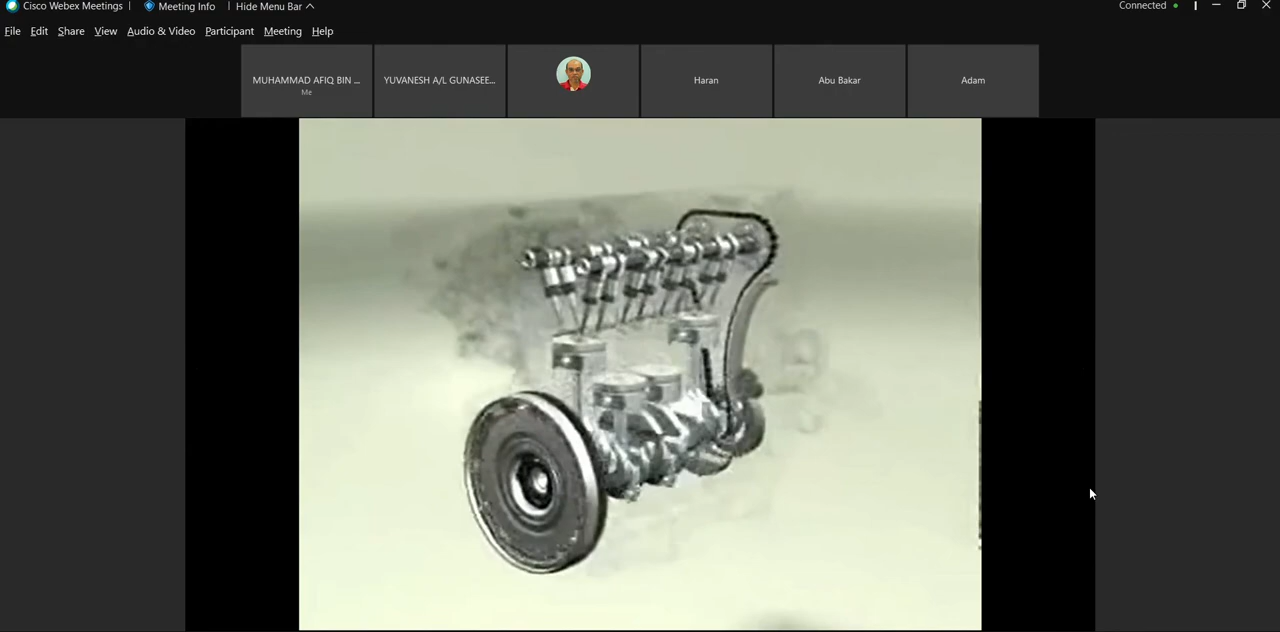 Cisco Webex Meetings | Meeting Info | Hide Menu Bar Connected
File Edit Share View Audio & Video Participant Meeting Help
MUHAMMAD AFIQ BIN ... YUVANESH A/L GUNASEE... Haran Abu Bakar Adam
Me